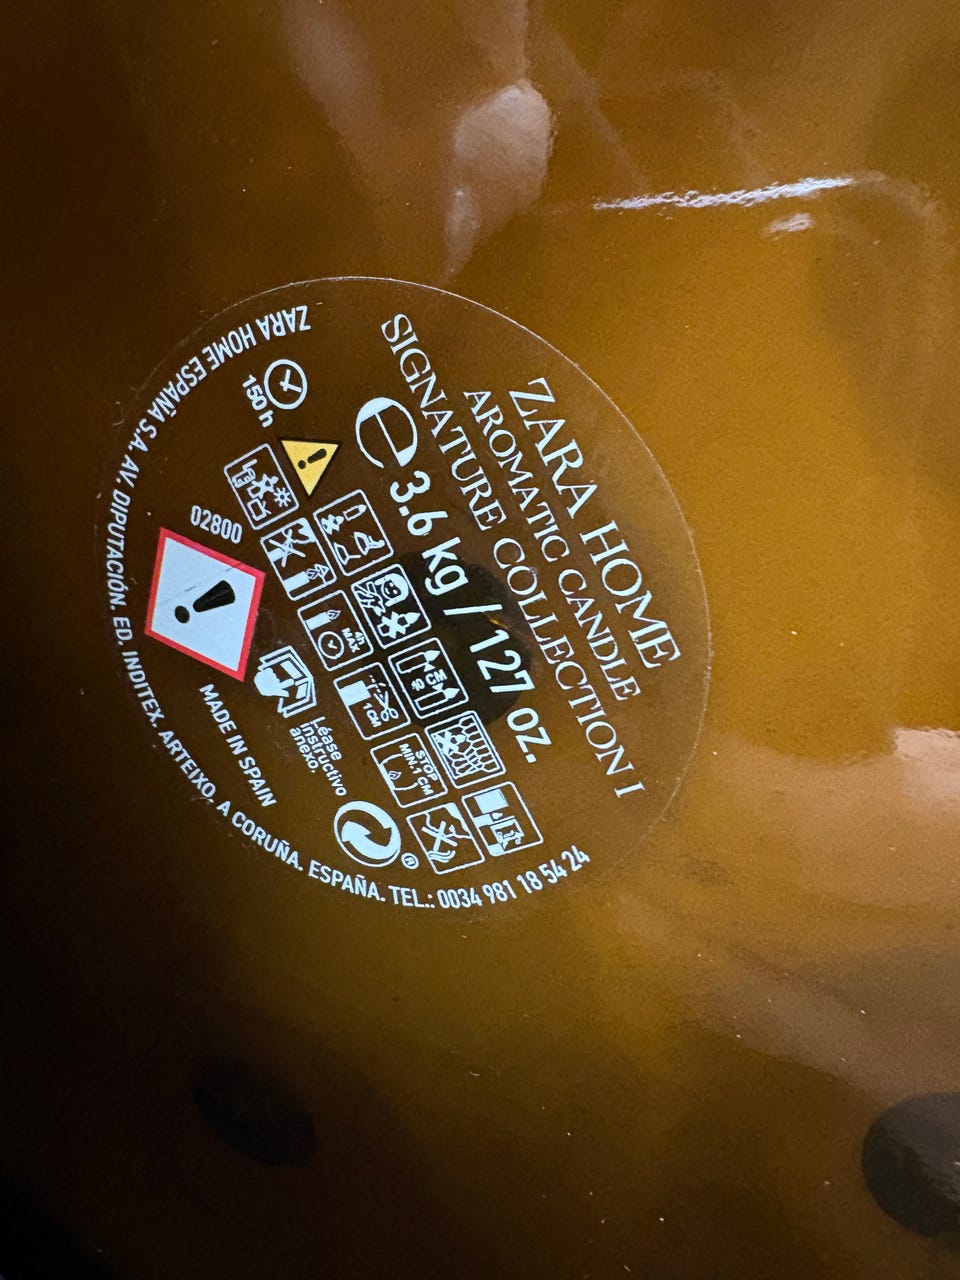 ZARA HOME
AROMATIC CANDLE
SIGNATURE COLLECTION I
℮ 3.6 kg / 127 oz.
150 h
10 CM
4h
MAX
1 CM
STOP
MIN. 1 CM
02800
Léase
instructivo
anexo.
®
MADE IN SPAIN
ZARA HOME ESPAÑA S.A. AV. DIPUTACIÓN. ED. INDITEX. ARTEIXO. A CORUÑA. ESPAÑA. TEL.: 0034 981 18 54 24